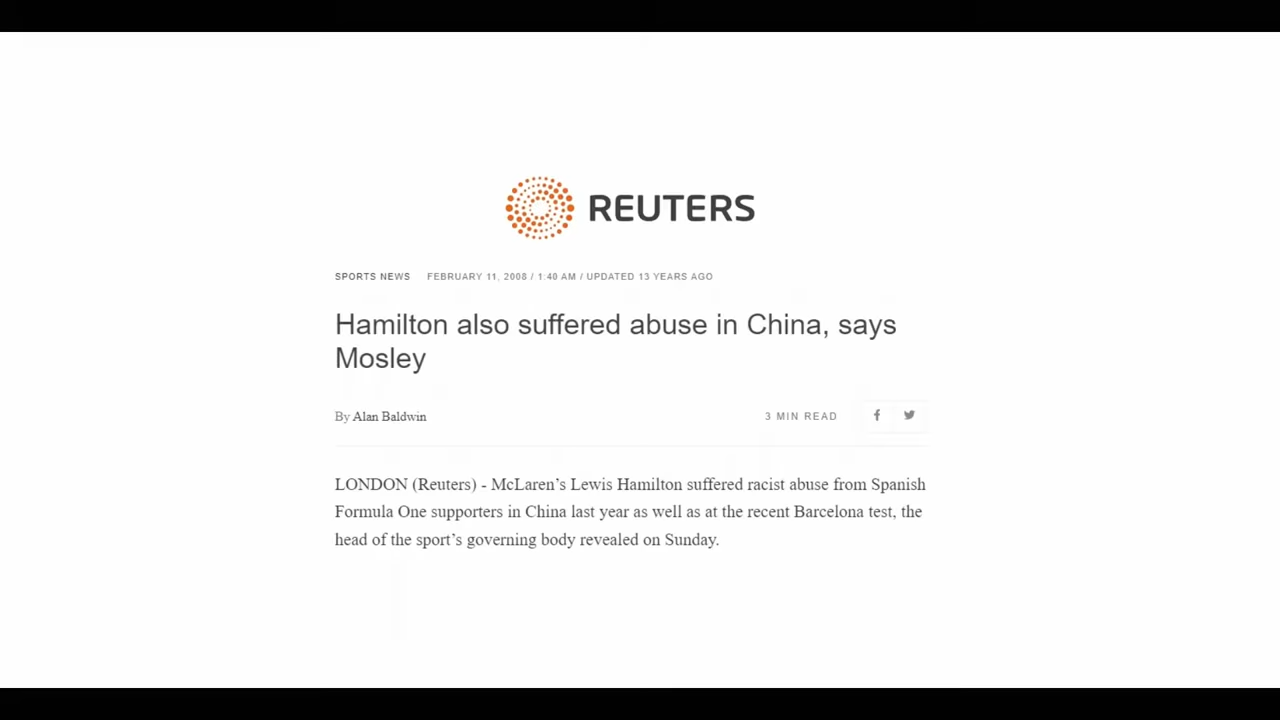 REUTERS
SPORTS NEWS FEBRUARY 11, 2008 / 1:40 AM / UPDATED 13 YEARS AGO
Hamilton also suffered abuse in China, says
Mosley
By Alan Baldwin 3 MIN READ
LONDON (Reuters) - McLaren’s Lewis Hamilton suffered racist abuse from Spanish
Formula One supporters in China last year as well as at the recent Barcelona test, the
head of the sport’s governing body revealed on Sunday.